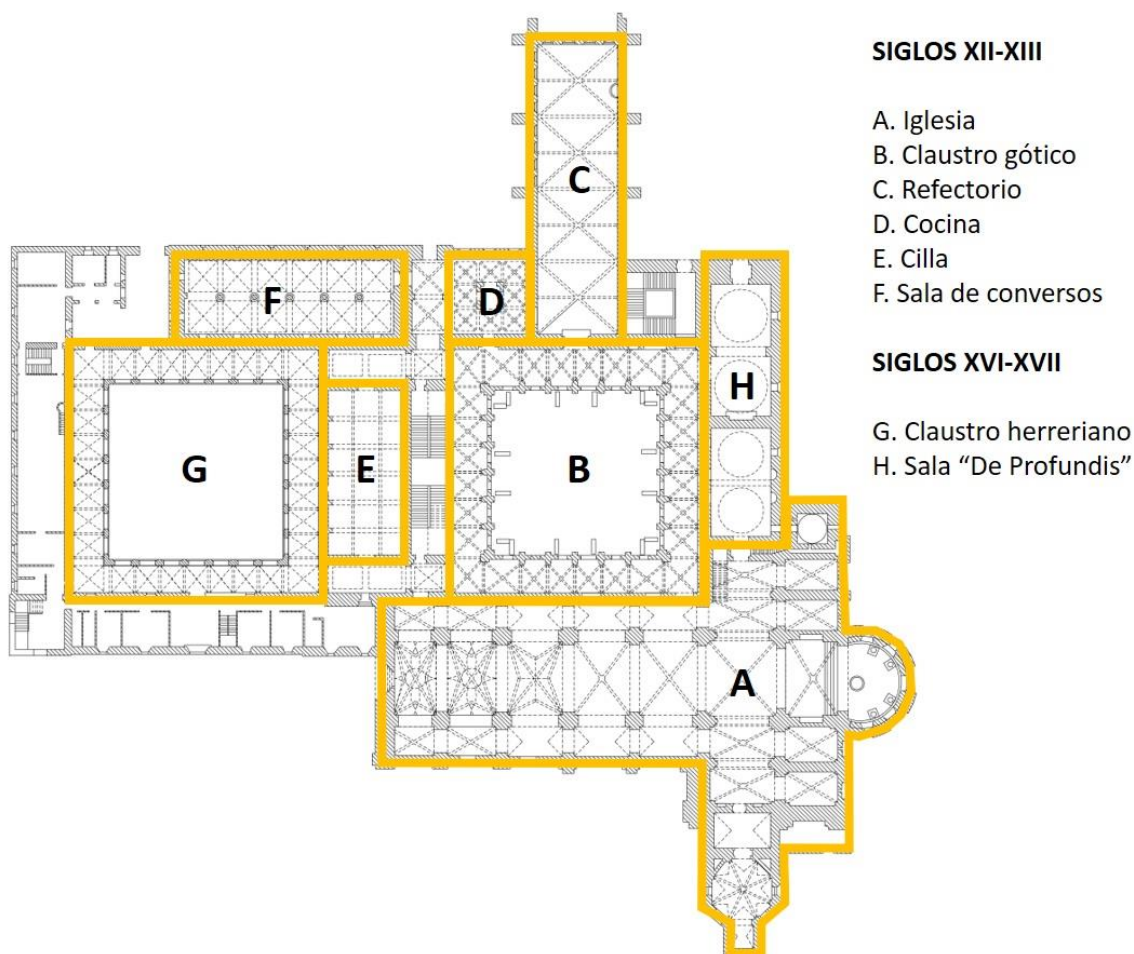 C
F
D
H
G
E
B
A
SIGLOS XII-XIII
A. Iglesia
B. Claustro gótico
C. Refectorio
D. Cocina
E. Cilla
F. Sala de conversos
SIGLOS XVI-XVII
G. Claustro herreriano
H. Sala “De Profundis”